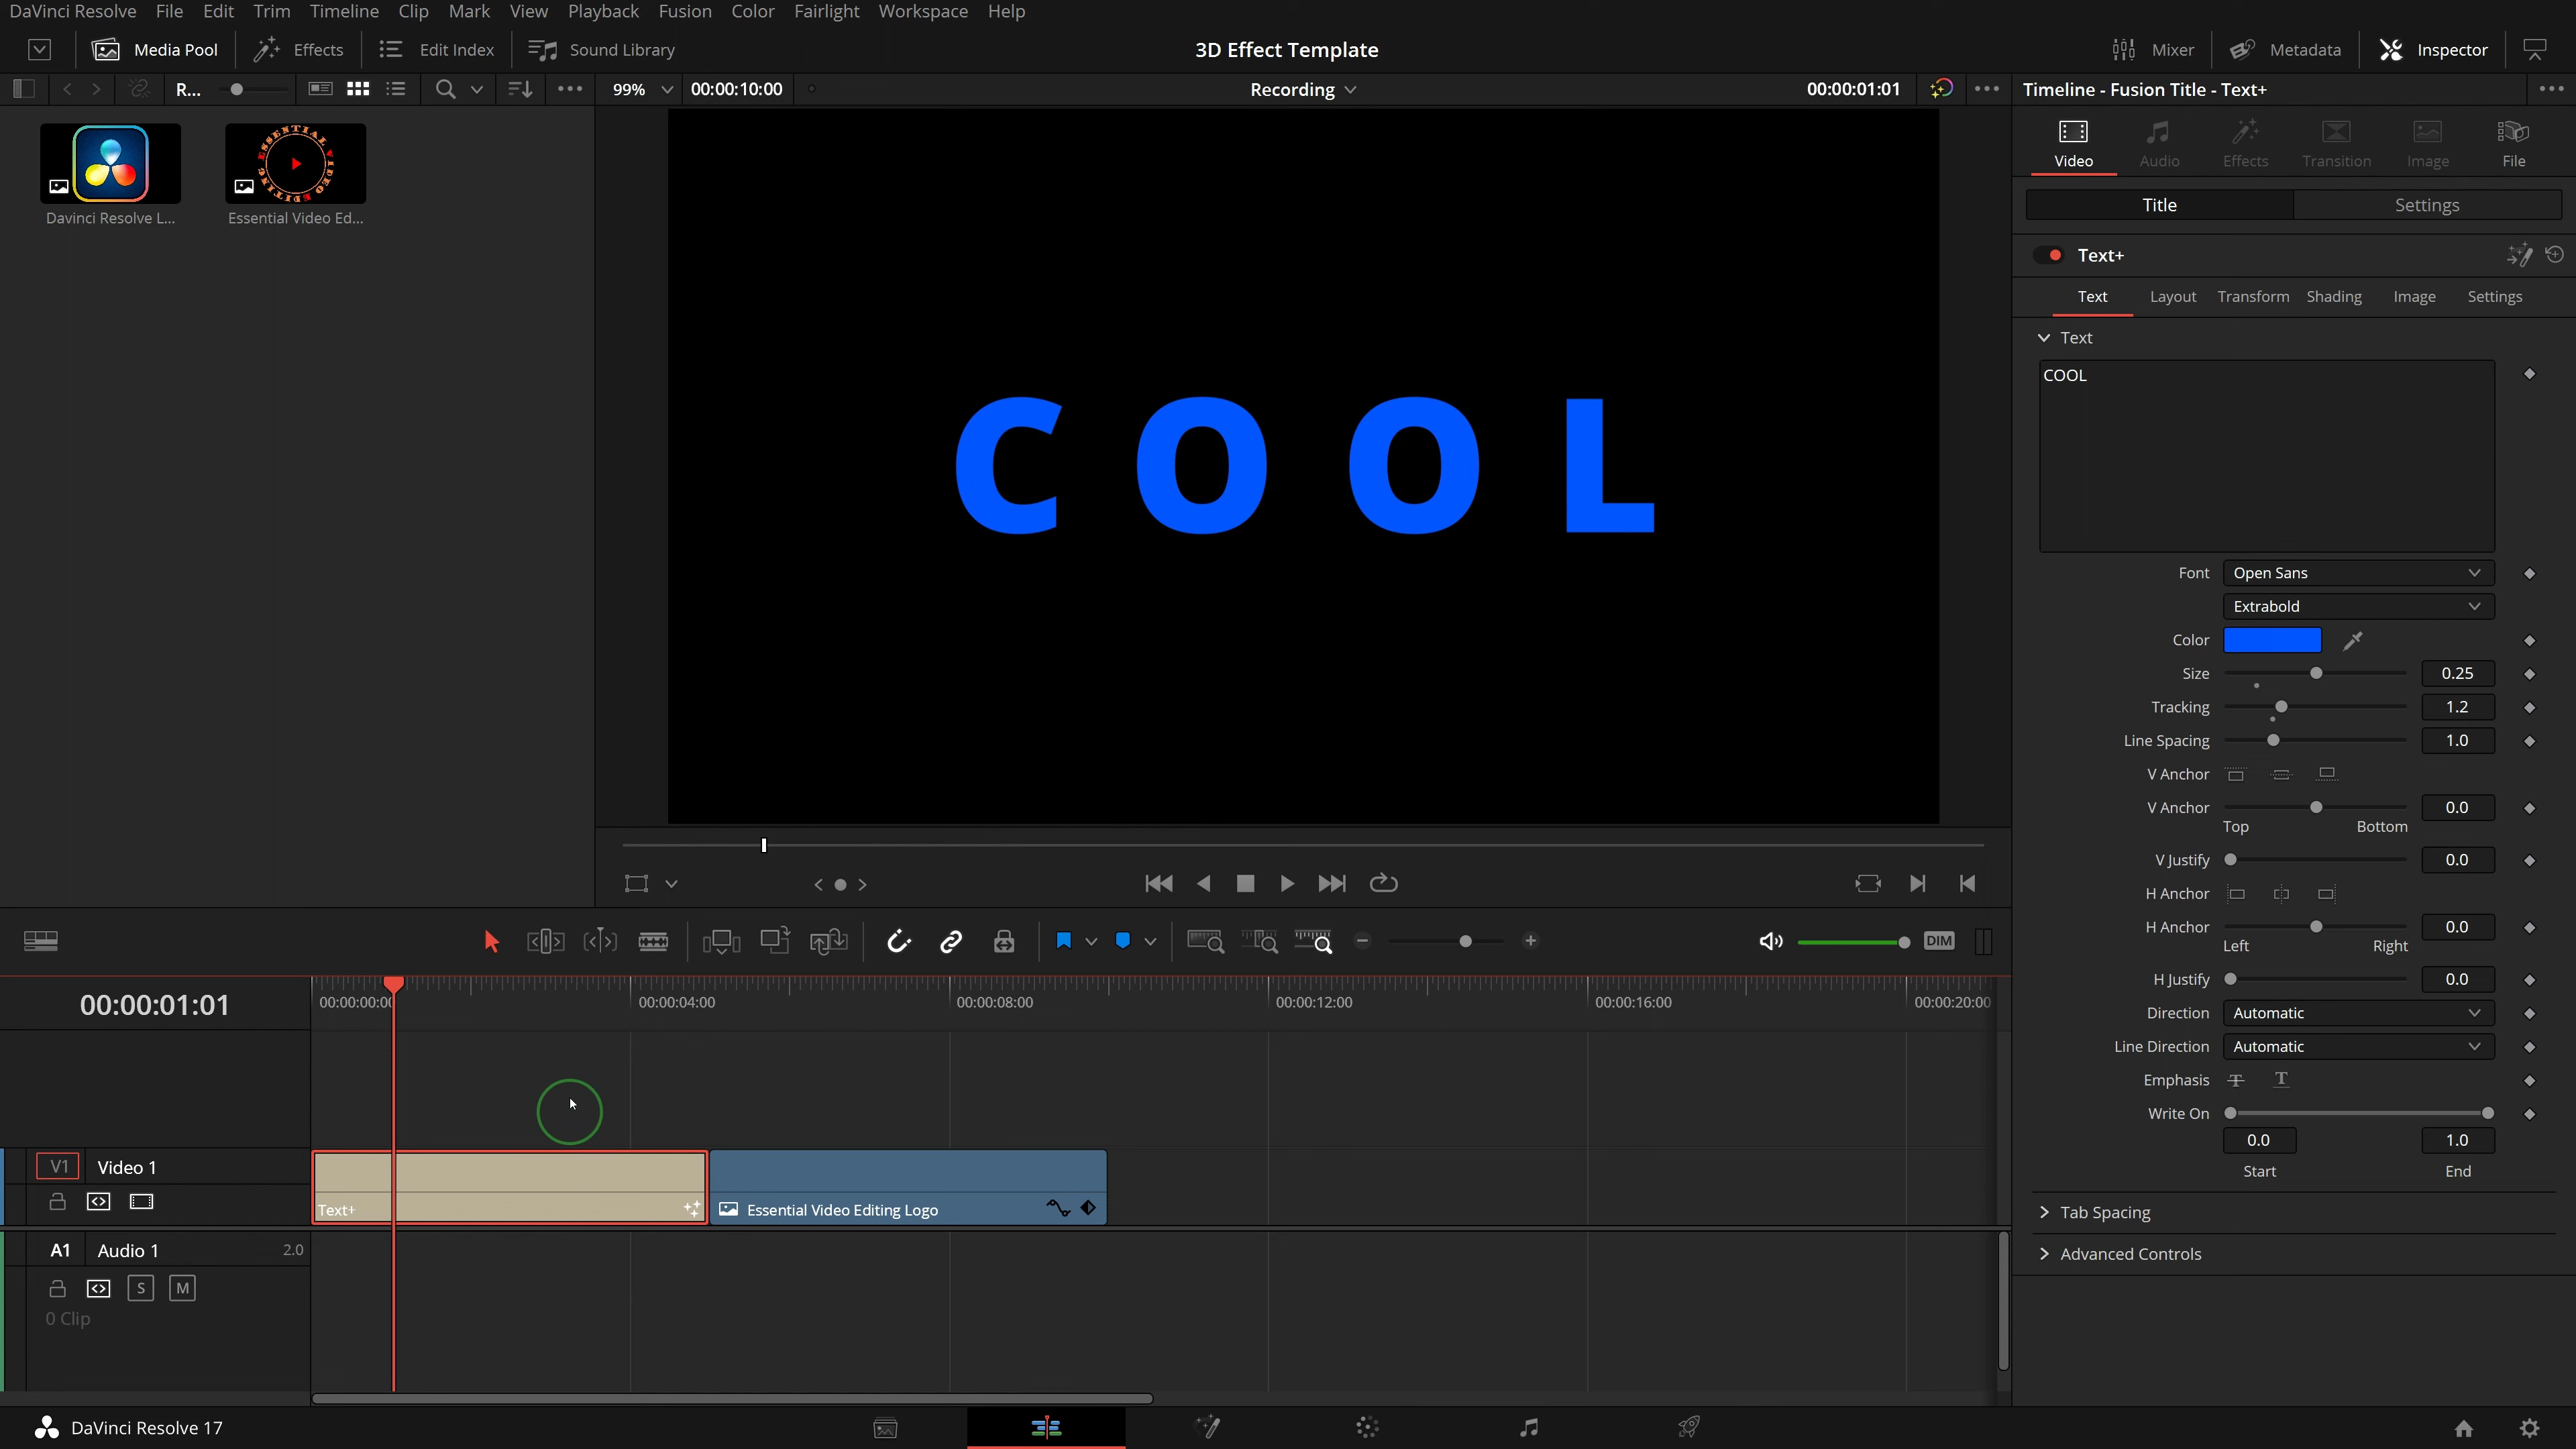 DaVinci Resolve File Edit Trim Timeline Clip Mark View Playback Fusion Color Fairlight Workspace Help
Media Pool Effects Edit Index Sound Library 3D Effect Template Mixer Metadata Inspector
R... 99% 00:00:10:00 Recording 00:00:01:01 Timeline - Fusion Title - Text+
Video Audio Effects Transition Image File
Davinci Resolve L... Essential Video Ed...
ESSENTIAL VIDEO EDITING
Title Settings
Text+
Text Layout Transform Shading Image Settings
Text
COOL
COOL
Font Open Sans
Extrabold
Color
Size 0.25
Tracking 1.2
Line Spacing 1.0
V Anchor
V Anchor 0.0
Top Bottom
V Justify 0.0
H Anchor
H Anchor 0.0
Left Right
H Justify 0.0
Direction Automatic
Line Direction Automatic
Emphasis T T
Write On
0.0 1.0
Start End
Tab Spacing
Advanced Controls
DIM
00:00:01:01 00:00:00:00 00:00:04:00 00:00:08:00 00:00:12:00 00:00:16:00 00:00:20:00
V1 Video 1
Text+ Essential Video Editing Logo
A1 Audio 1 2.0
S M
0 Clip
DaVinci Resolve 17